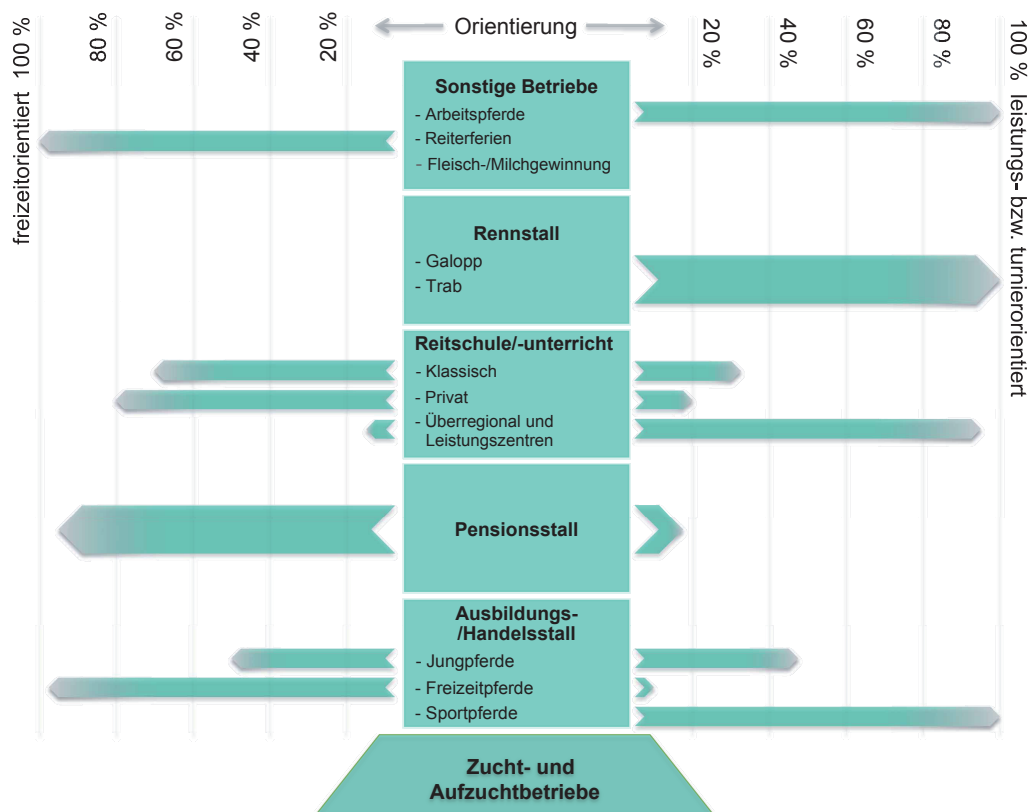 freizeitorientiert 100 %
80 %
60 %
40 %
20 %
Orientierung
20 %
40 %
60 %
80 %
100 % leistungs- bzw. turnierorientiert
Sonstige Betriebe
- Arbeitspferde
- Reiterferien
- Fleisch-/Milchgewinnung
Rennstall
- Galopp
- Trab
Reitschule/-unterricht
- Klassisch
- Privat
- Überregional und
Leistungszentren
Pensionsstall
Ausbildungs-
/Handelsstall
- Jungpferde
- Freizeitpferde
- Sportpferde
Zucht- und
Aufzuchtbetriebe